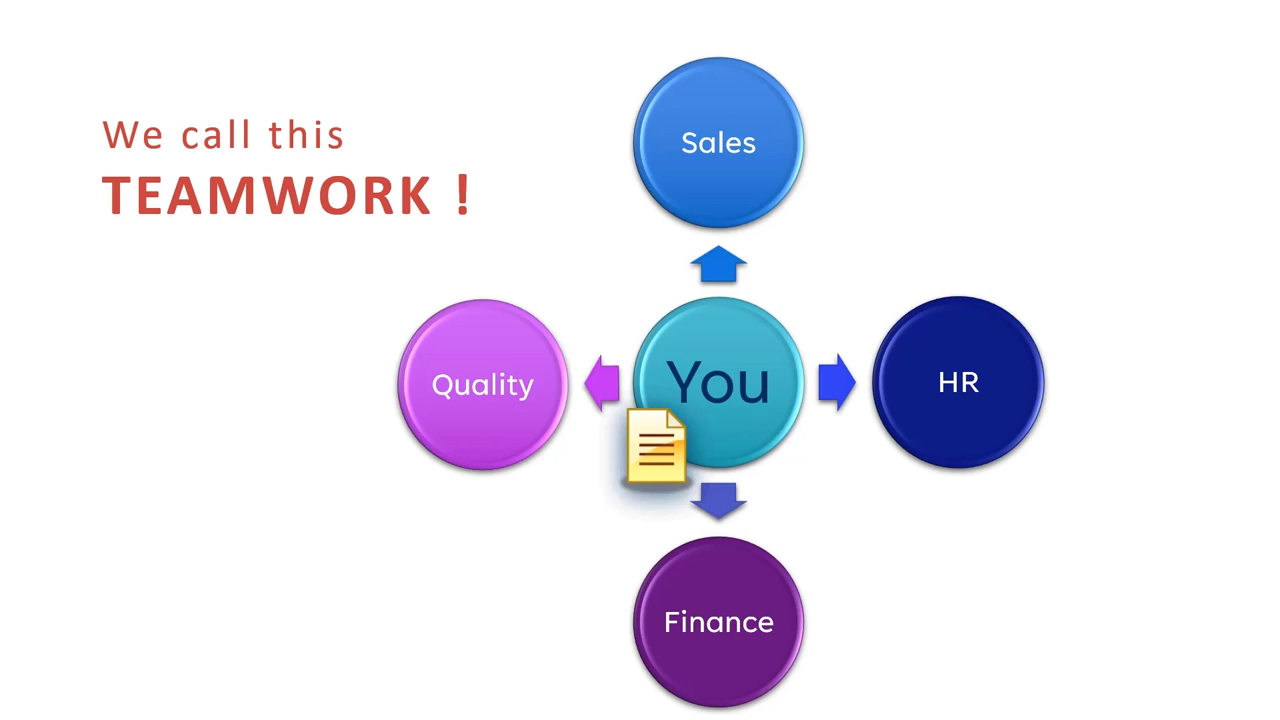 We call this
TEAMWORK !
Sales
Quality
You
HR
Finance